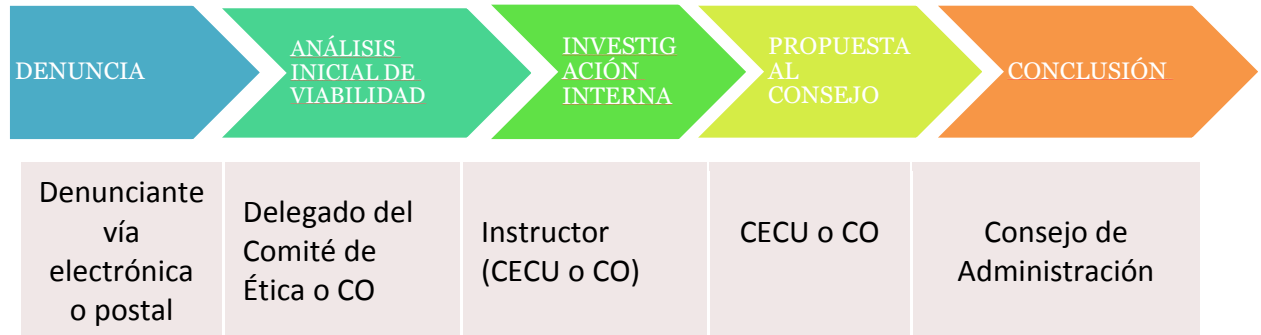 DENUNCIA
ANÁLISIS
INICIAL DE
VIABILIDAD
INVESTIG
ACIÓN
INTERNA
PROPUESTA
AL
CONSEJO
CONCLUSIÓN
Denunciante
vía
electrónica
o postal
Delegado del
Comité de
Ética o CO
Instructor
(CECU o CO)
CECU o CO
Consejo de
Administración